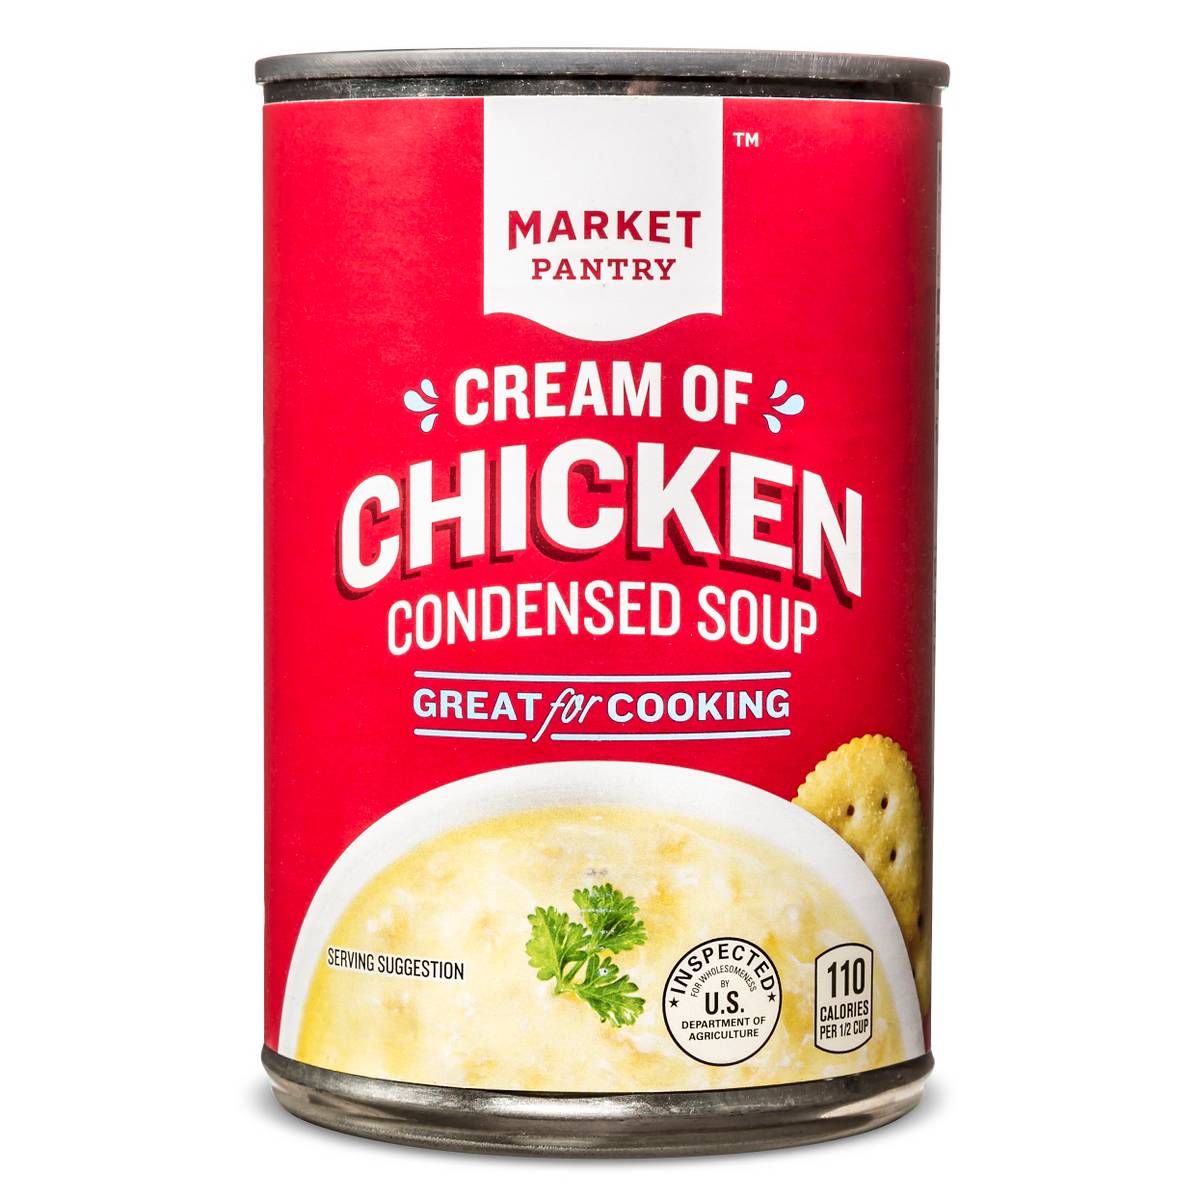 TM
MARKET
PANTRY
CREAM OF
CHICKEN
CONDENSED SOUP
GREAT for COOKING
SERVING SUGGESTION
INSPECTED
FOR WHOLESOMENESS
BY
U.S.
DEPARTMENT OF
AGRICULTURE
110
CALORIES
PER 1/2 CUP